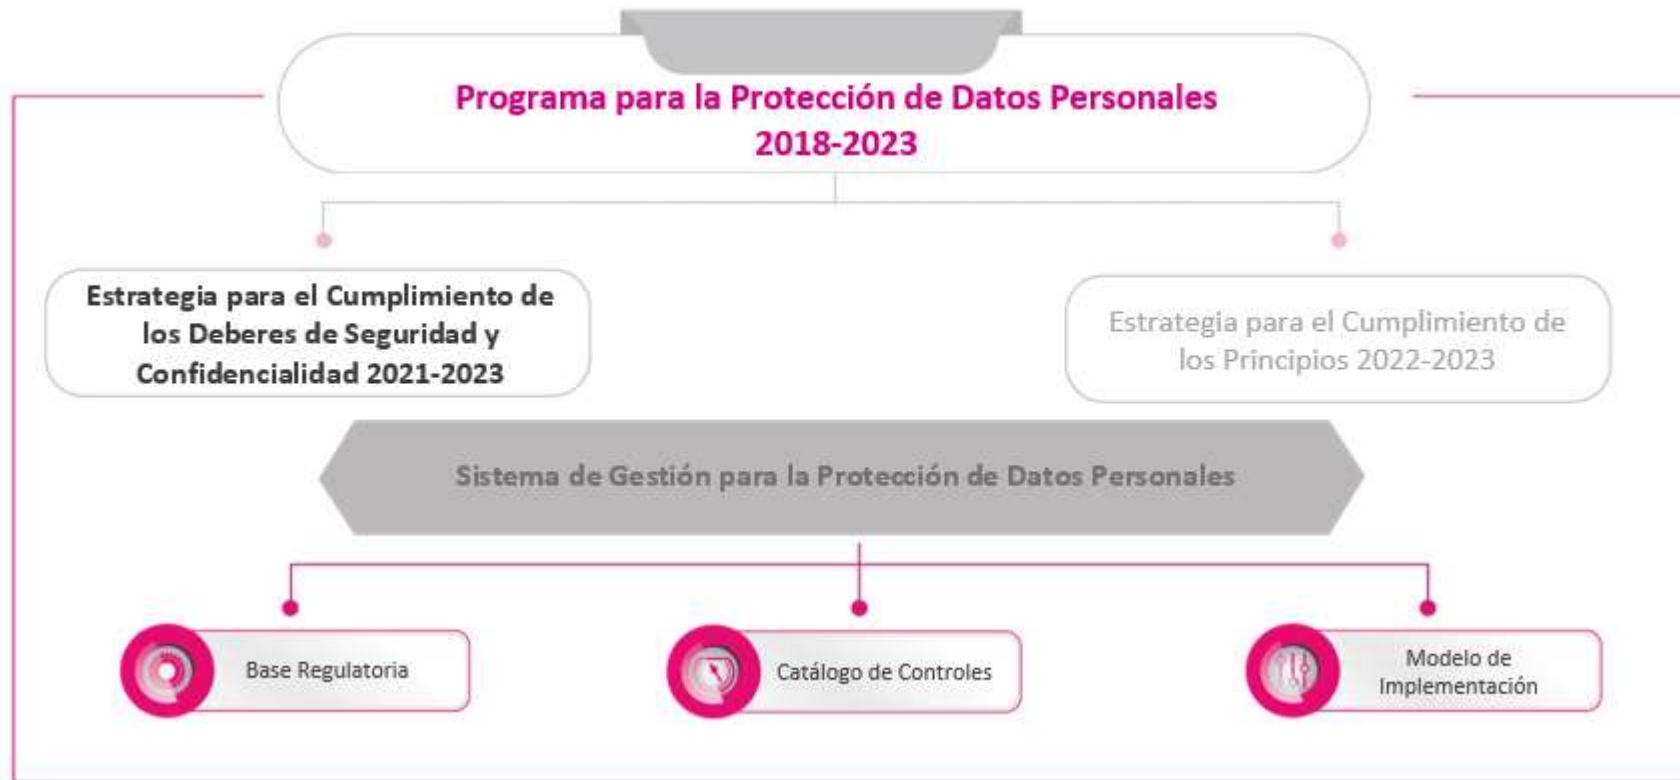 Programa para la Protección de Datos Personales
2018-2023
Estrategia para el Cumplimiento de
los Deberes de Seguridad y
Confidencialidad 2021-2023
Estrategia para el Cumplimiento de
los Principios 2022-2023
Sistema de Gestión para la Protección de Datos Personales
Base Regulatoria
Catálogo de Controles
Modelo de
Implementación